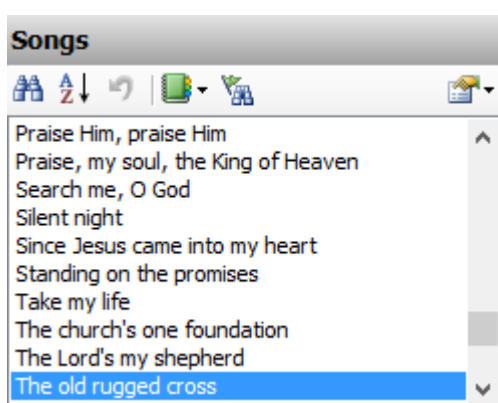 Songs
A
Z
Praise Him, praise Him
Praise, my soul, the King of Heaven
Search me, O God
Silent night
Since Jesus came into my heart
Standing on the promises
Take my life
The church's one foundation
The Lord's my shepherd
The old rugged cross